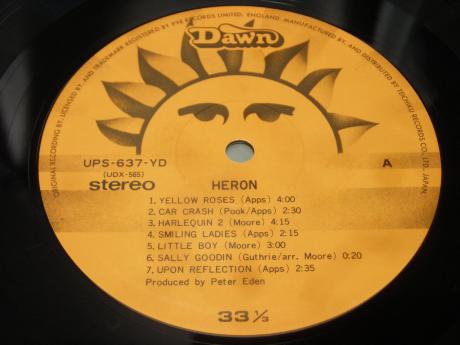 ORIGINAL RECORDING BY, LICENSED BY, AND TRADEMARK REGISTERED BY PYE RECORDS LIMITED, ENGLAND. MANUFACTURED BY, AND DISTRIBUTED BY TEICHIKU RECORDS CO., LTD. JAPAN
Dawn
UPS-637-YD
(UDX-565)
HERON
A
stereo
1. YELLOW ROSES (Apps) 4:00
2. CAR CRASH (Pook/Apps) 2:30
3. HARLEQUIN 2 (Moore) 4:15
4. SMILING LADIES (Apps) 2:15
5. LITTLE BOY (Moore) 3:00
6. SALLY GOODIN (Guthrie/arr. Moore) 0:20
7. UPON REFLECTION (Apps) 2:35
Produced by Peter Eden
33 1/3